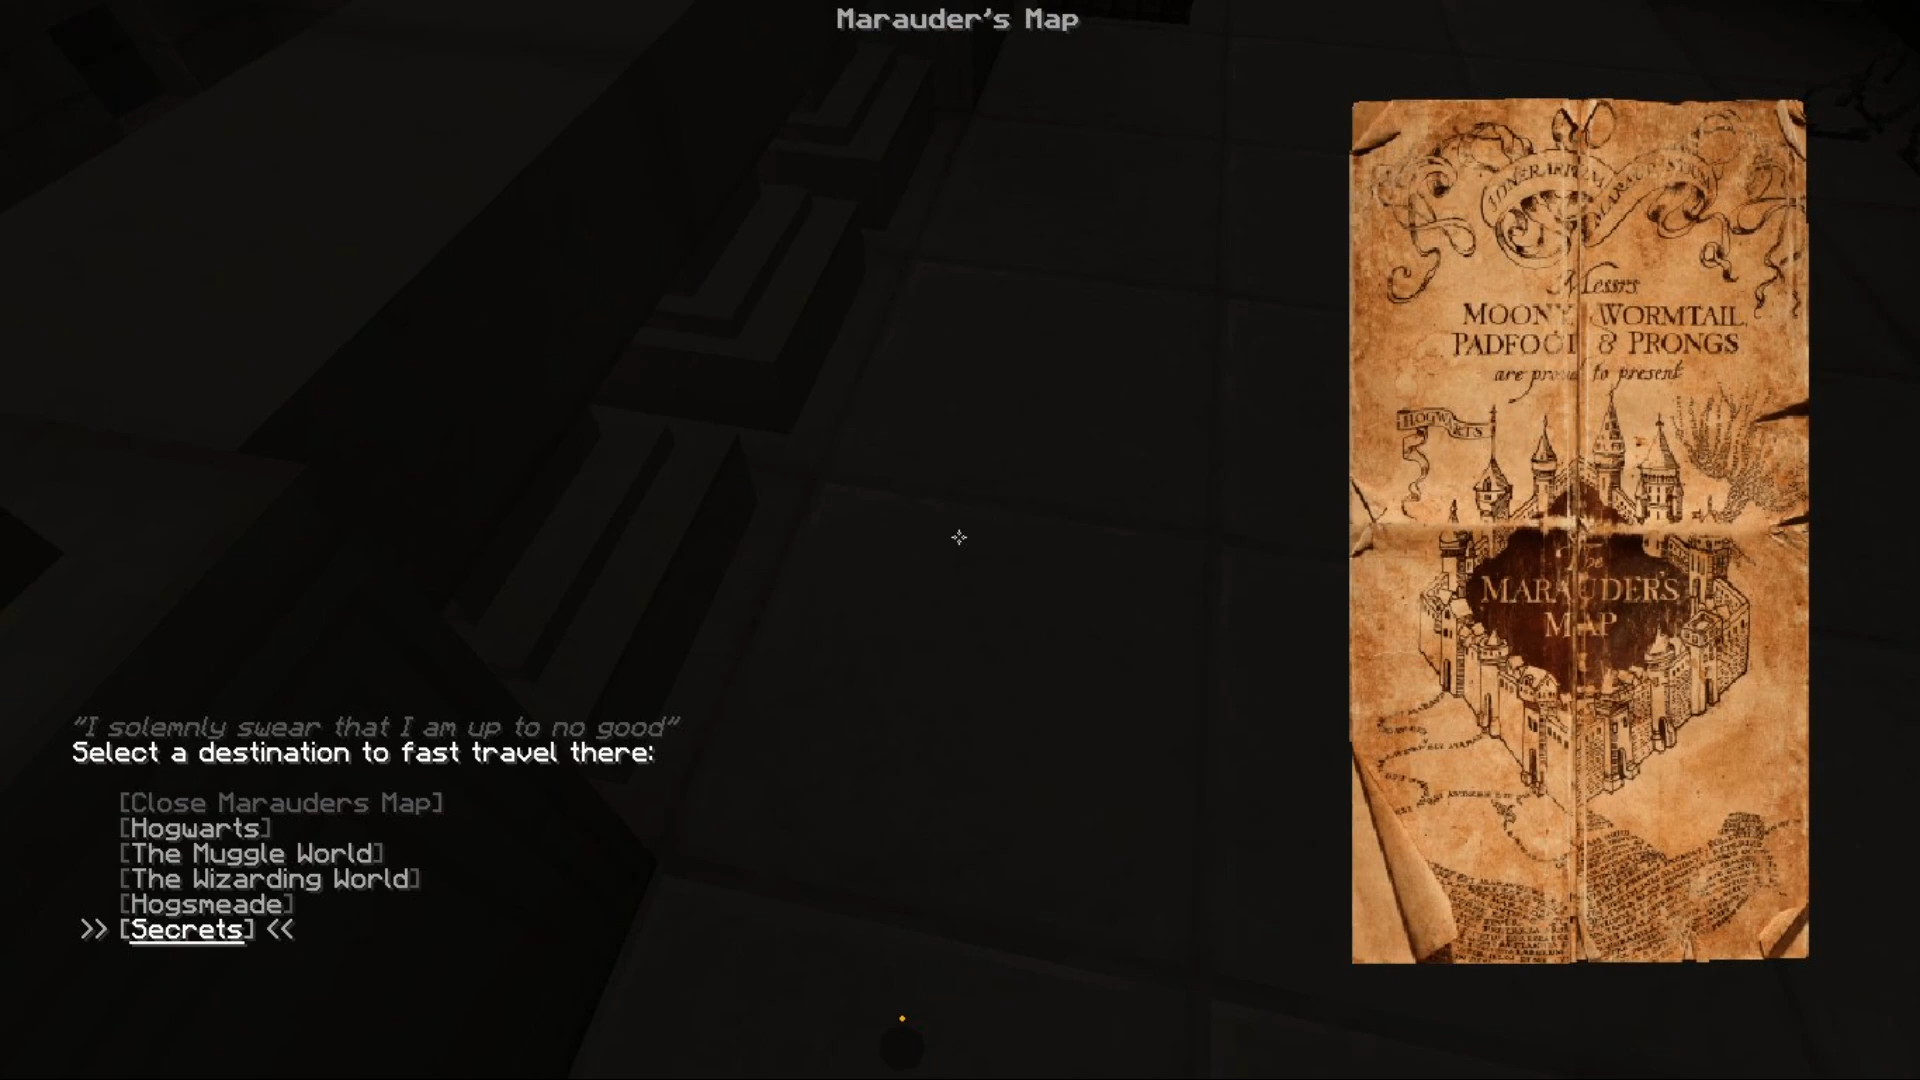 Marauder's Map
Messrs
MOONY WORMTAIL,
PADFOOT & PRONGS
are proud to present
HOGWARTS
The
MARAUDER'S
MAP
"I solemnly swear that I am up to no good"
Select a destination to fast travel there:
[Close Marauders Map]
[Hogwarts]
[The Muggle World]
[The Wizarding World]
[Hogsmeade]
>> [Secrets] <<